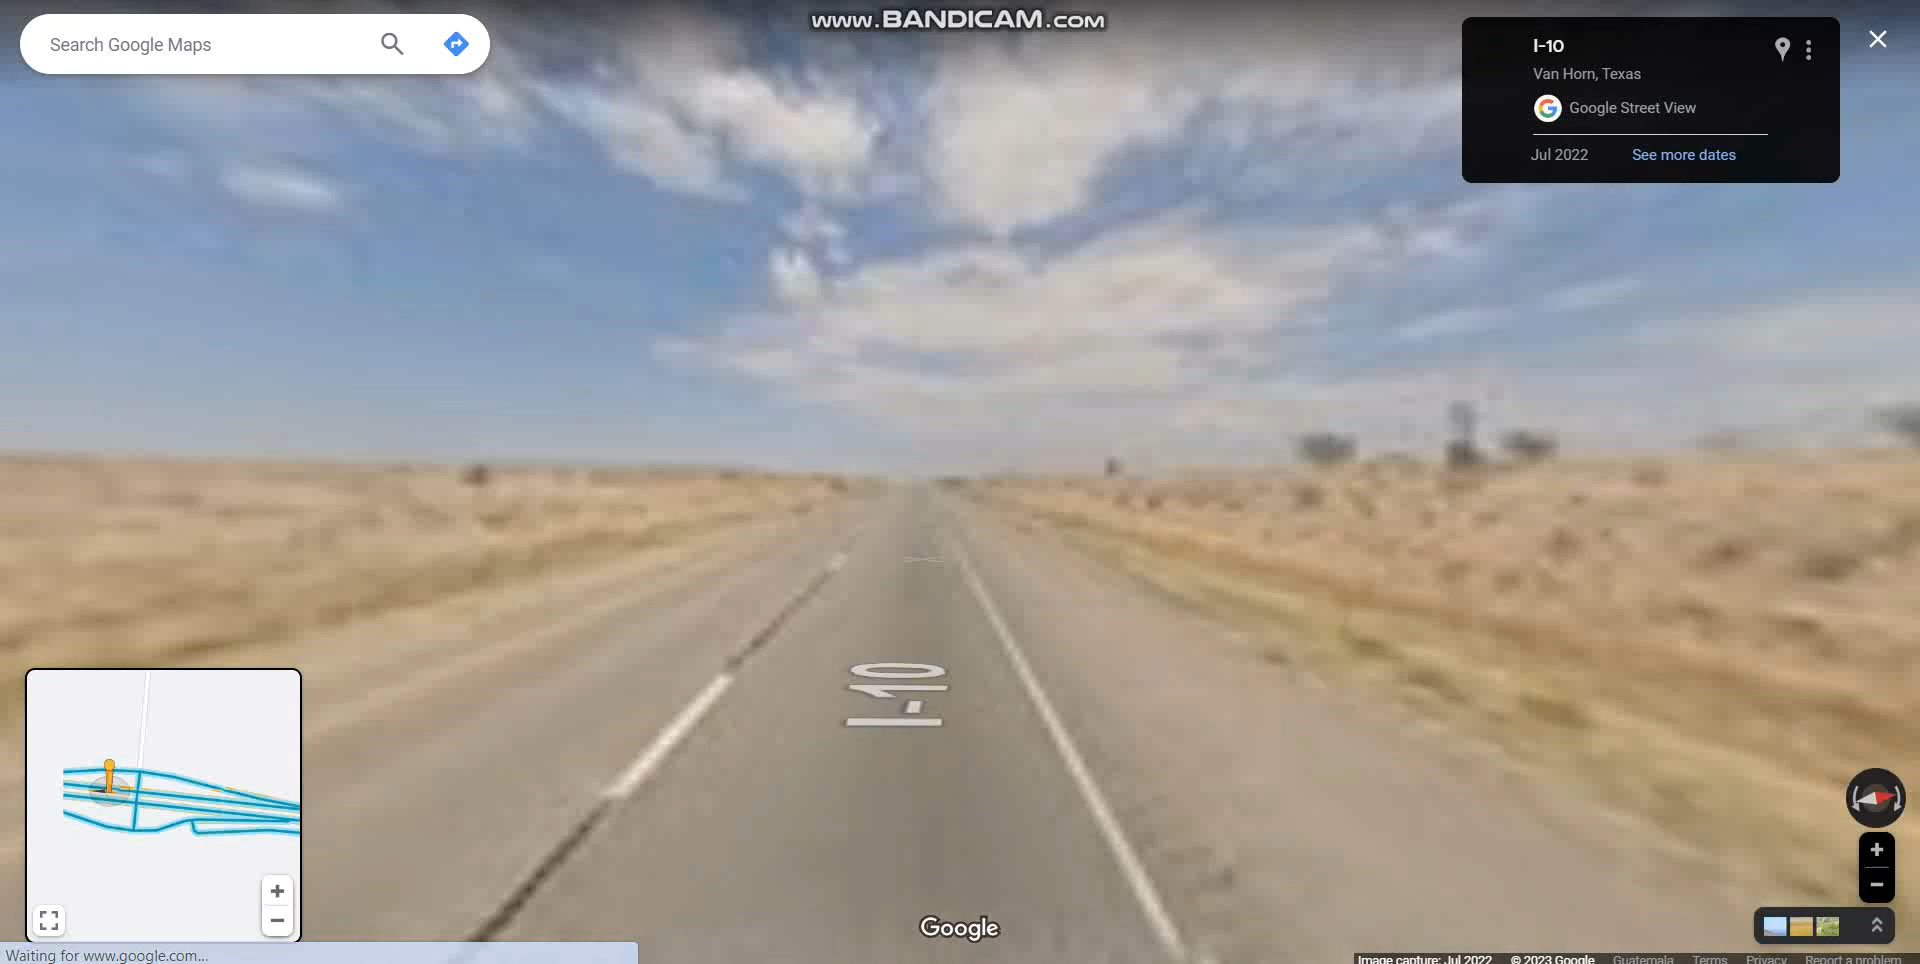 www.BANDICAM.com
Search Google Maps
I-10
Van Horn, Texas
Google Street View
Jul 2022
See more dates
I-10
Google
Waiting for www.google.com...
Image capture: Jul 2022 © 2023 Google Guatemala Terms Privacy Report a problem